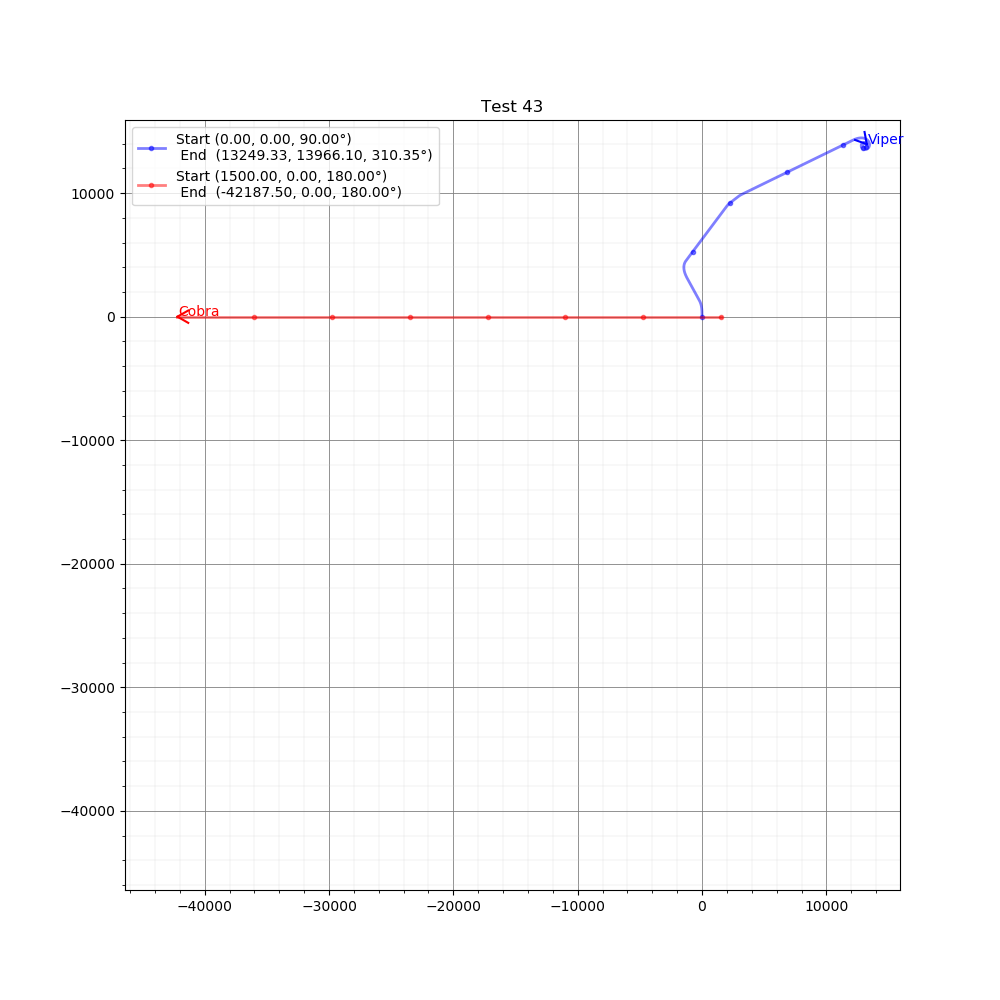 Test 43
Start (0.00, 0.00, 90.00°)
End  (13249.33, 13966.10, 310.35°)
Start (1500.00, 0.00, 180.00°)
End  (-42187.50, 0.00, 180.00°)
Viper
Cobra
10000
0
−10000
−20000
−30000
−40000
−40000
−30000
−20000
−10000
0
10000